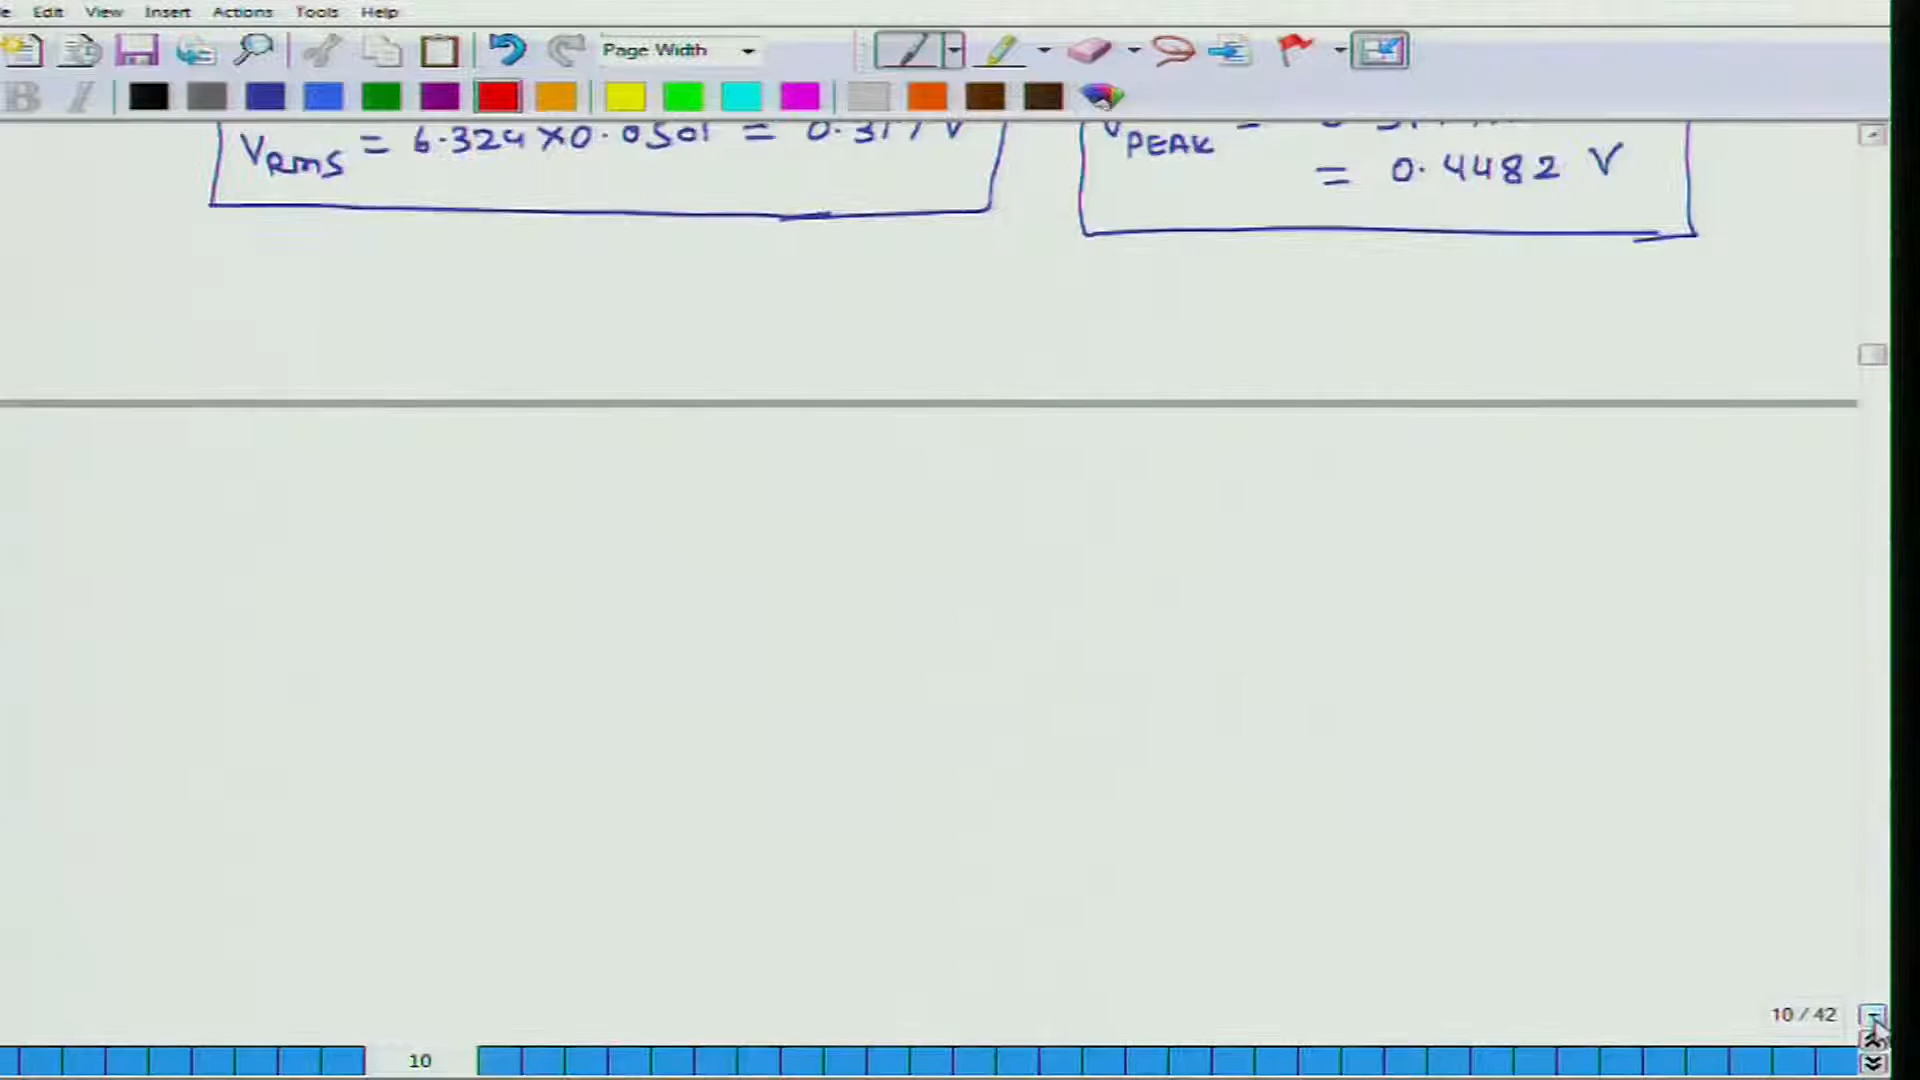 Edit View Insert Actions Tools Help
Page Width
B I
VRms = 6.324 × 0.0501 = 0.317 V
VPEAK =
= 0.4482 V
10 / 42
10